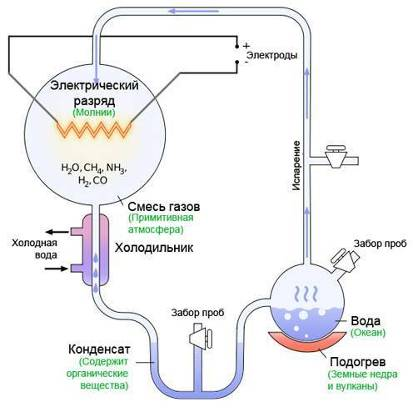 +
Электроды
-
Электрический
разряд
(Молнии)
H₂O, CH₄, NH₃,
H₂, CO
Смесь газов
(Примитивная
атмосфера)
Испарение
Холодная
вода
Холодильник
Забор проб
Забор проб
Вода
(Океан)
Конденсат
(Содержит
органические
вещества)
Подогрев
(Земные недра
и вулканы)